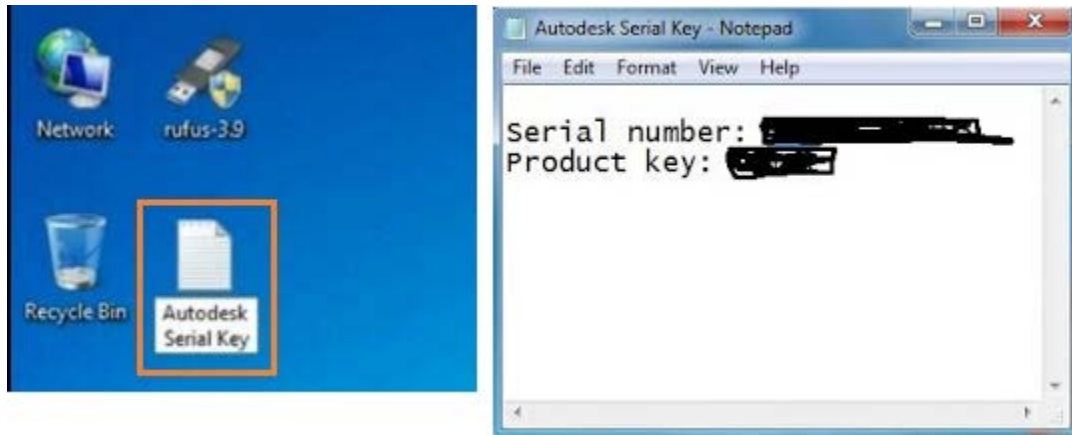 Network
rufus-3.9
Recycle Bin
Autodesk
Serial Key
Autodesk Serial Key - Notepad
File Edit Format View Help
Serial number:
Product key: